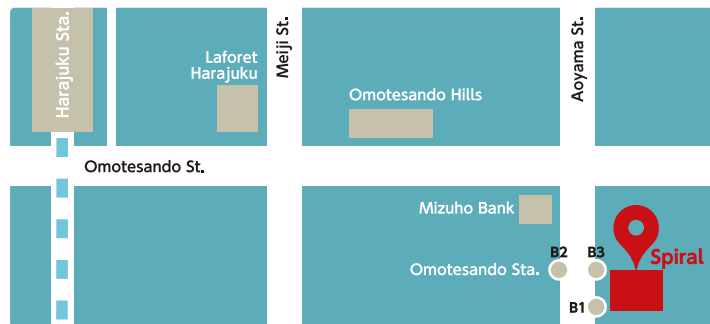 Harajuku Sta.
Laforet
Harajuku
Meiji St.
Omotesando Hills
Aoyama St.
Omotesando St.
Mizuho Bank
B2
B3
Spiral
Omotesando Sta.
B1